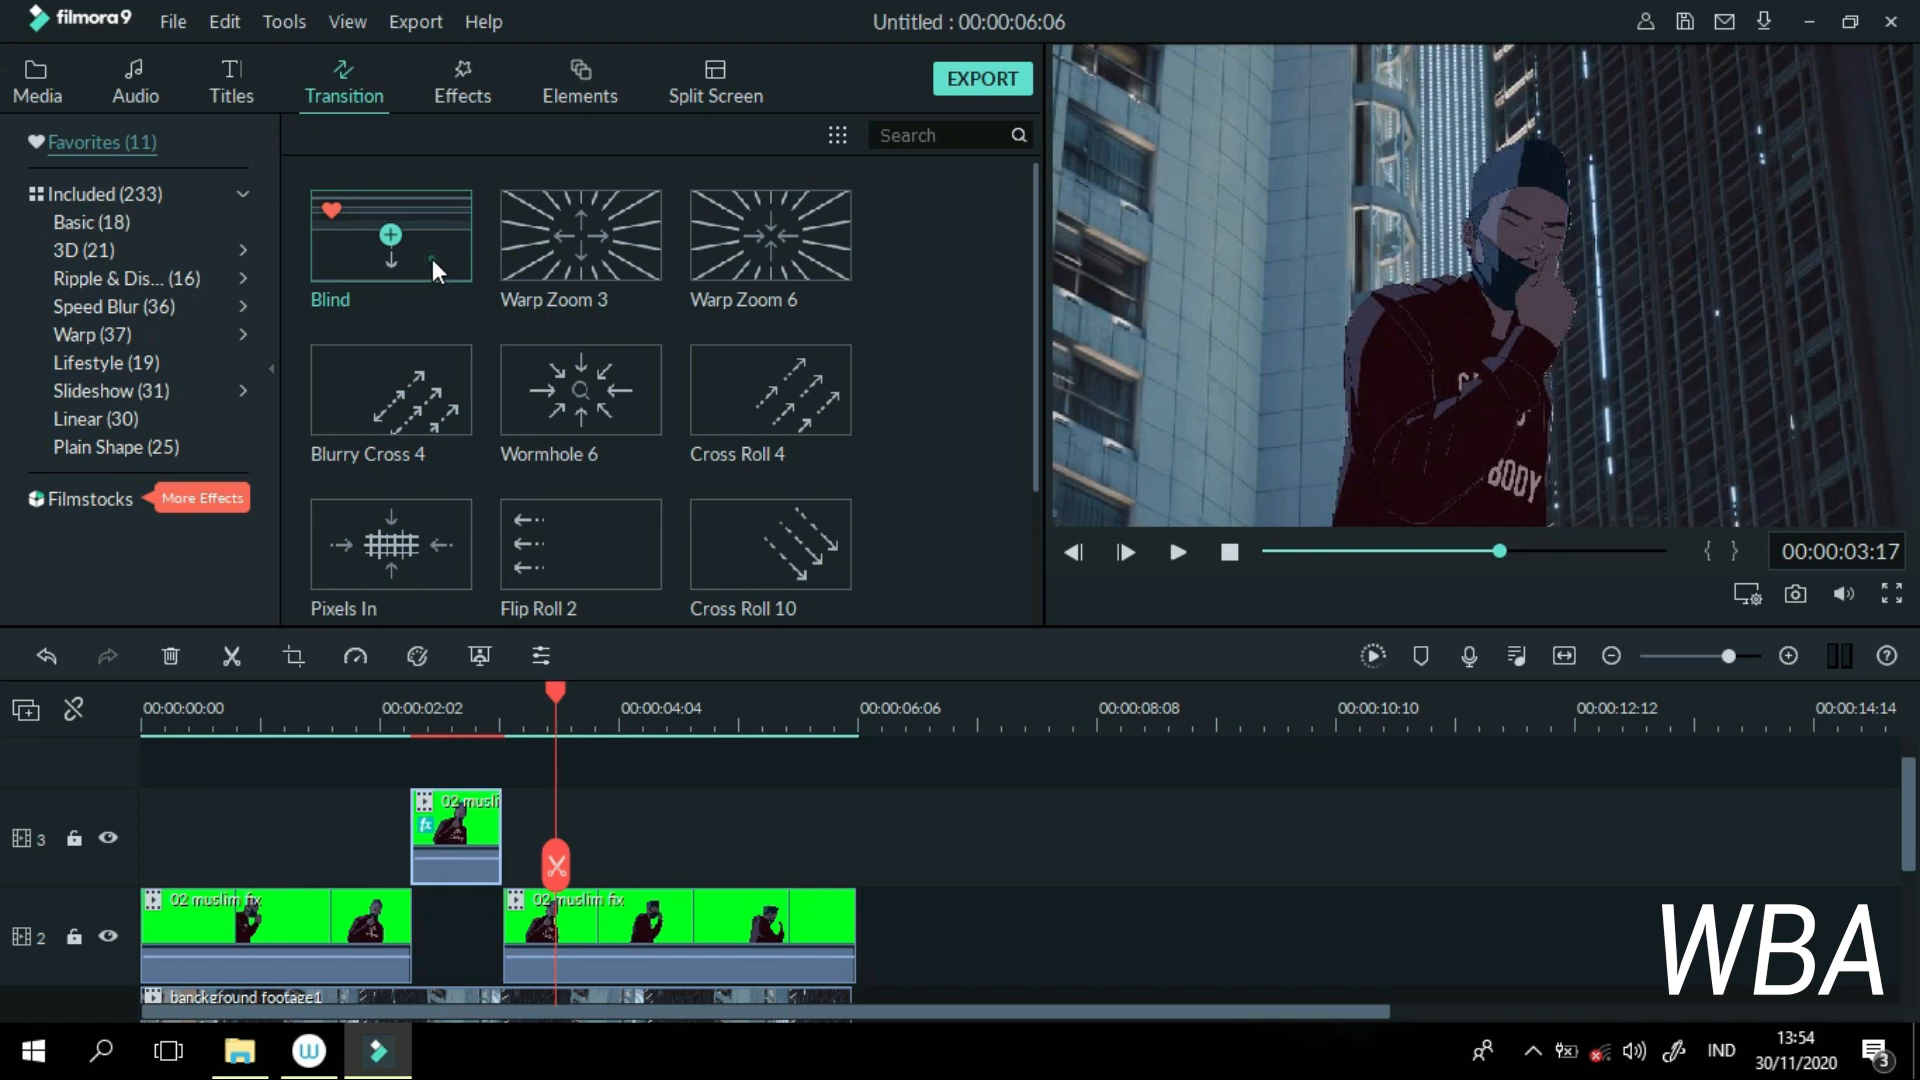 filmora9 File Edit Tools View Export Help Untitled : 00:00:06:06
Media Audio Titles Transition Effects Elements Split Screen EXPORT
Favorites (11)
Search
Included (233)
Basic (18)
3D (21)
Ripple & Dis... (16)
Speed Blur (36)
Warp (37)
Lifestyle (19)
Slideshow (31)
Linear (30)
Plain Shape (25)
Filmstocks More Effects
Blind Warp Zoom 3 Warp Zoom 6
Blurry Cross 4 Wormhole 6 Cross Roll 4
Pixels In Flip Roll 2 Cross Roll 10
BODY
{ } 00:00:03:17
00:00:00:00 00:00:02:02 00:00:04:04 00:00:06:06 00:00:08:08 00:00:10:10 00:00:12:12 00:00:14:14
02 musli
fx
3
02 muslim fix 02 muslim fix
2
banckground footage1
WBA
IND
13:54
30/11/2020
3